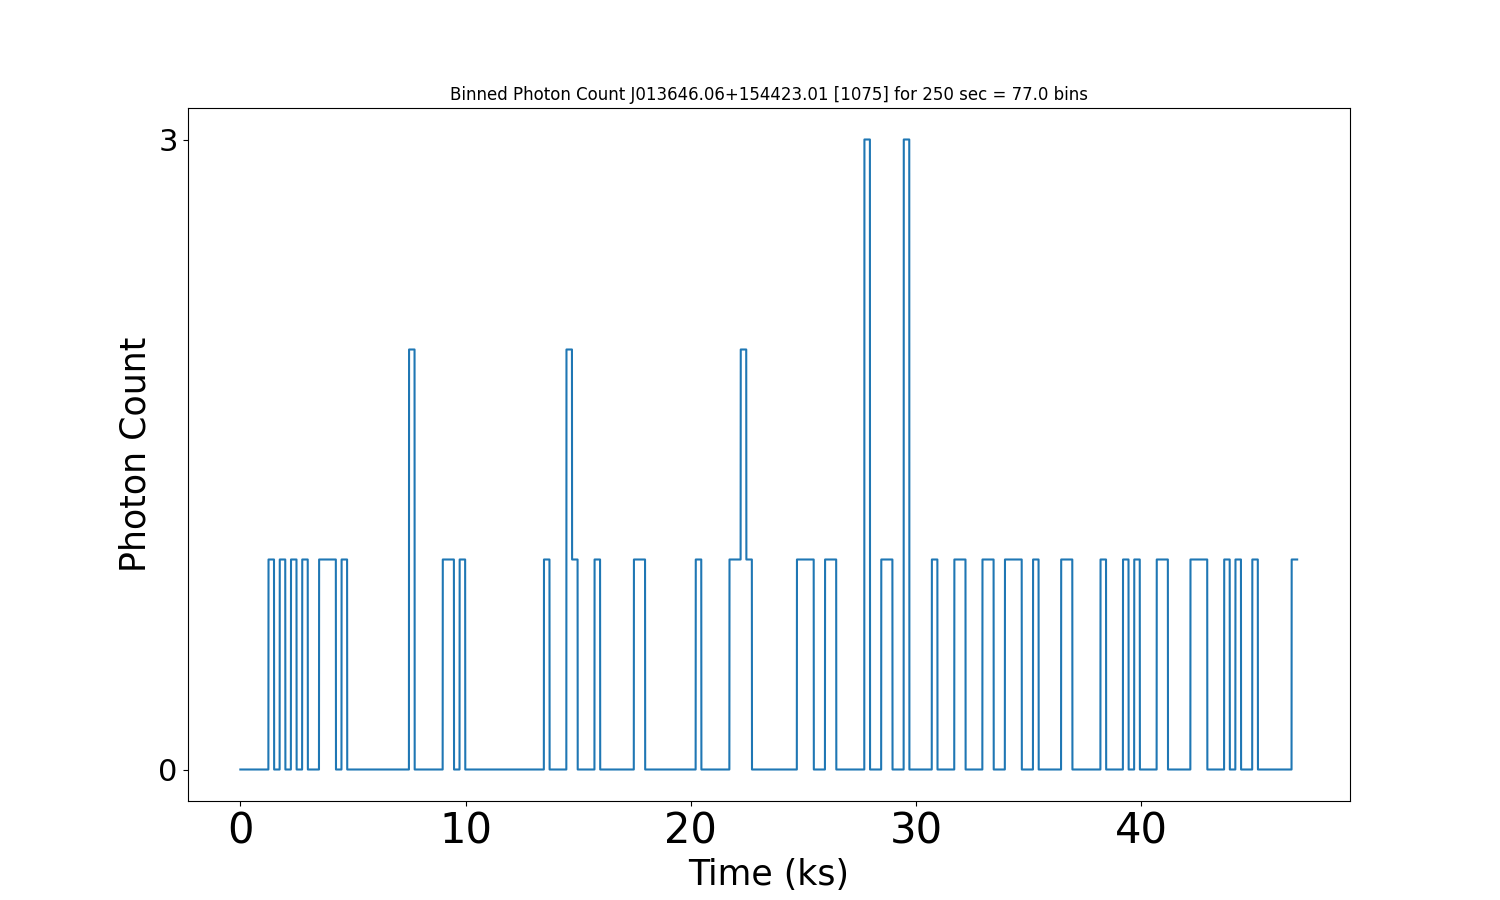 Binned Photon Count J013646.06+154423.01 [1075] for 250 sec = 77.0 bins
3
Photon Count
0
0 10 20 30 40
Time (ks)